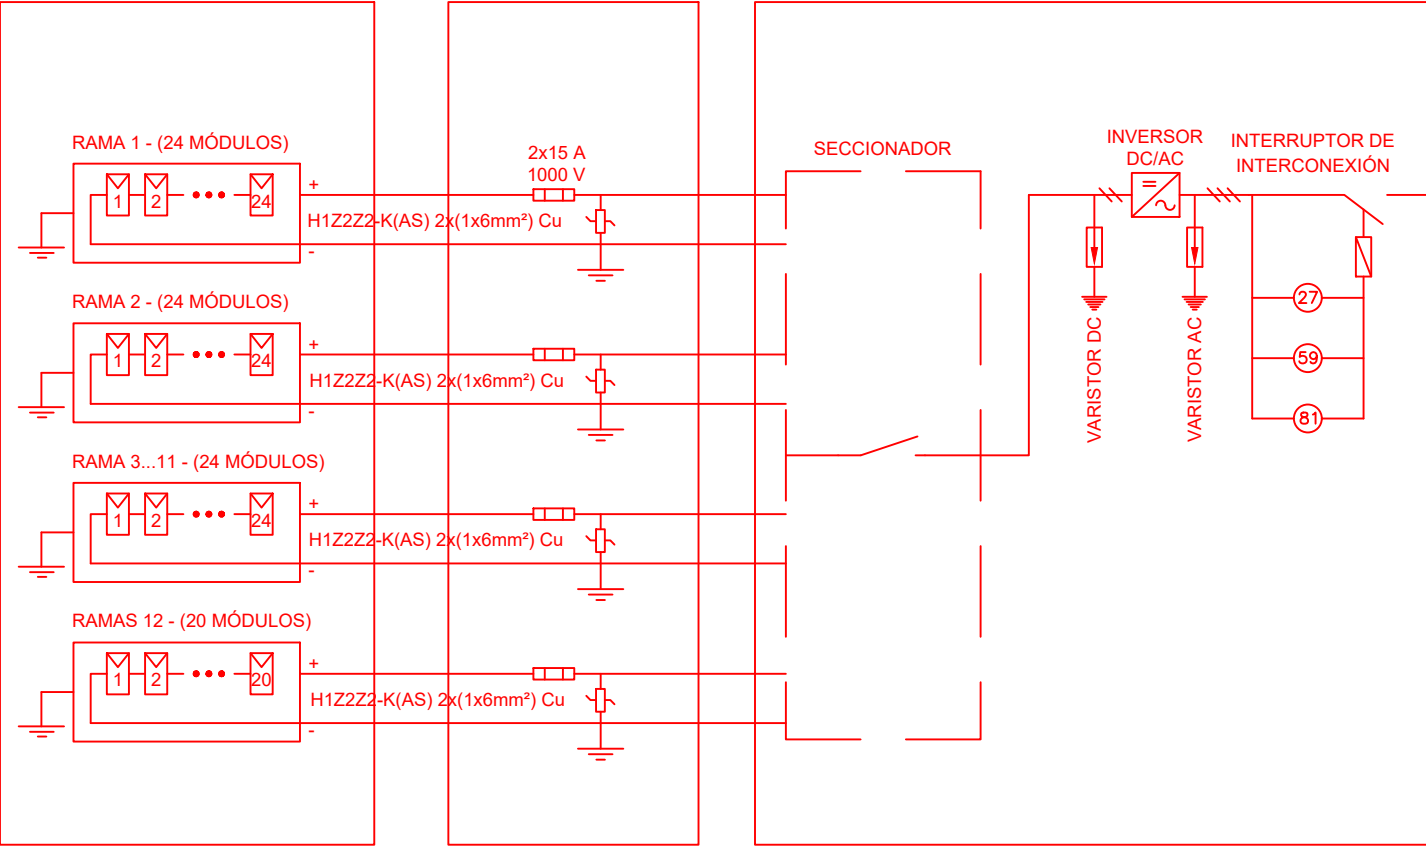 RAMA 1 - (24 MÓDULOS)
1 2 24
+
-
H1Z2Z2-K(AS) 2x(1x6mm²) Cu
2x15 A
1000 V
RAMA 2 - (24 MÓDULOS)
1 2 24
+
-
H1Z2Z2-K(AS) 2x(1x6mm²) Cu
RAMA 3...11 - (24 MÓDULOS)
1 2 24
+
-
H1Z2Z2-K(AS) 2x(1x6mm²) Cu
RAMAS 12 - (20 MÓDULOS)
1 2 20
+
-
H1Z2Z2-K(AS) 2x(1x6mm²) Cu
SECCIONADOR
INVERSOR
DC/AC
INTERRUPTOR DE
INTERCONEXIÓN
VARISTOR DC
VARISTOR AC
27
59
81